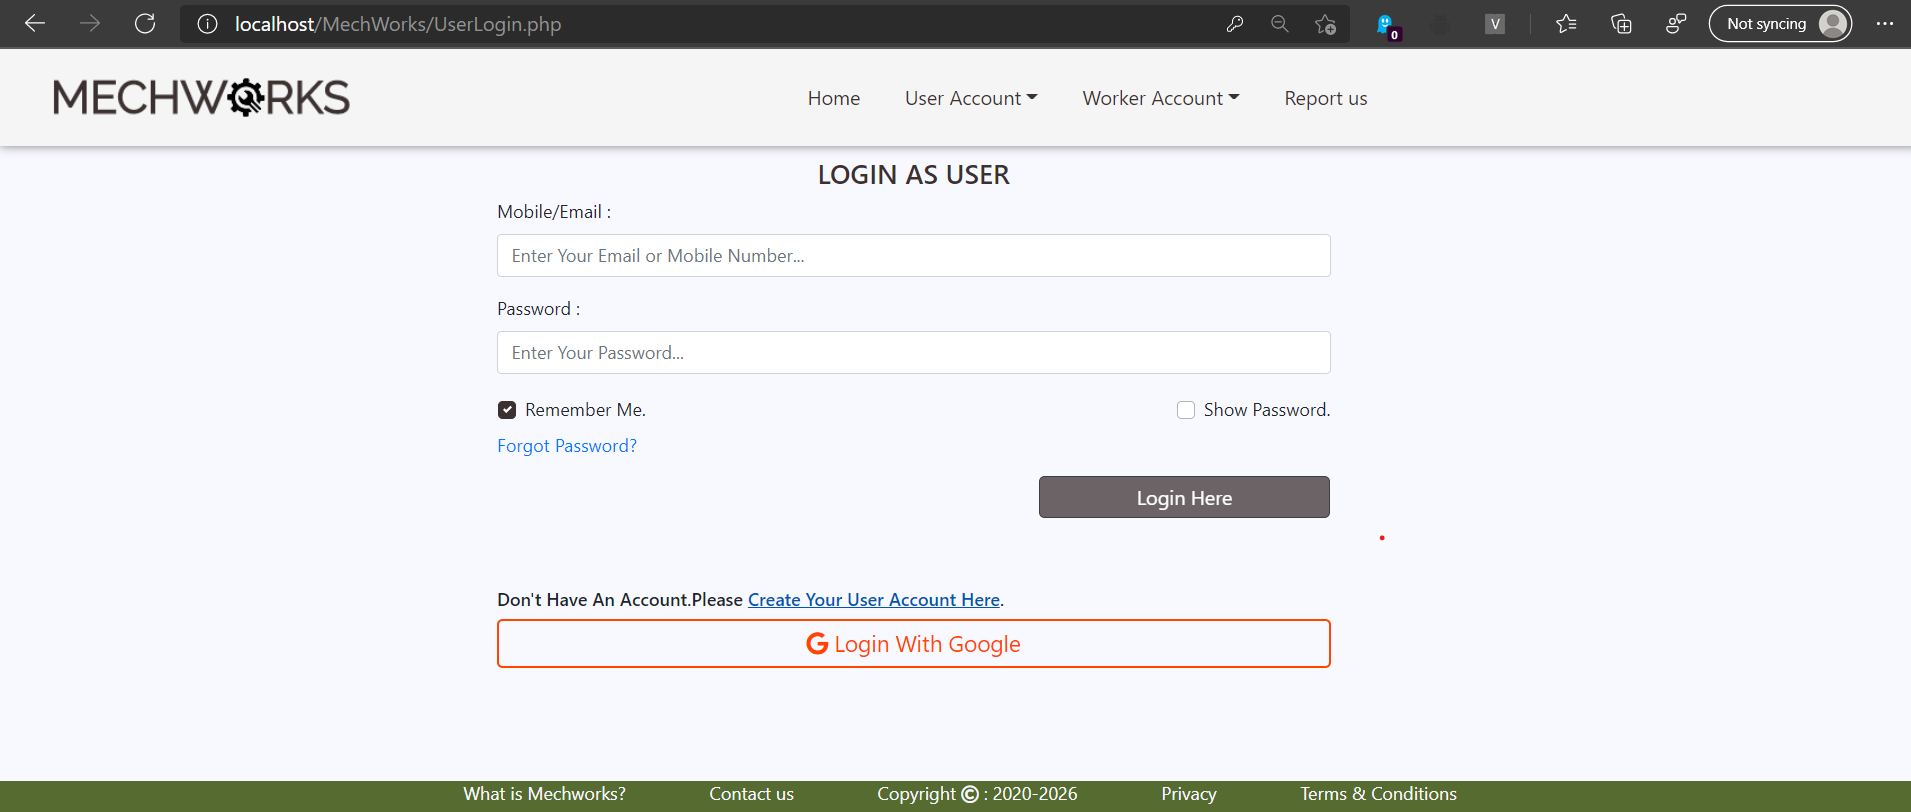 localhost/MechWorks/UserLogin.php
0
V
Not syncing
MECHWORKS
Home User Account Worker Account Report us
LOGIN AS USER
Mobile/Email :
Enter Your Email or Mobile Number...
Password :
Enter Your Password...
Remember Me. Show Password.
Forgot Password?
Login Here
Don't Have An Account.Please Create Your User Account Here.
G Login With Google
What is Mechworks? Contact us Copyright © : 2020-2026 Privacy Terms & Conditions